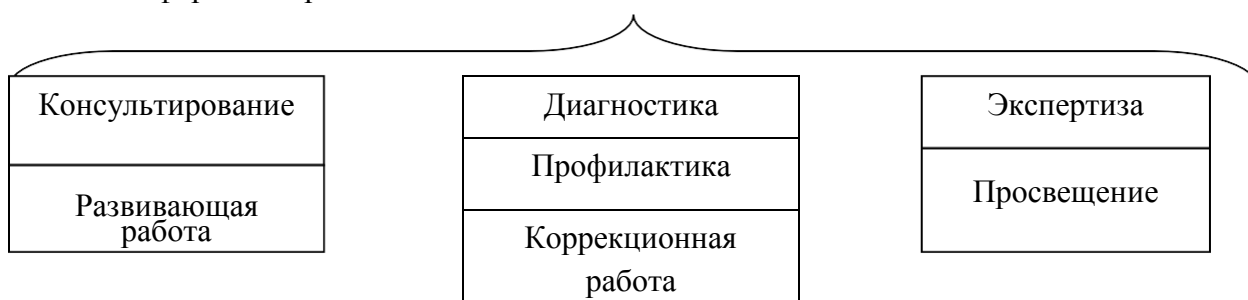 Консультирование
Развивающая
работа
Диагностика
Профилактика
Коррекционная
работа
Экспертиза
Просвещение